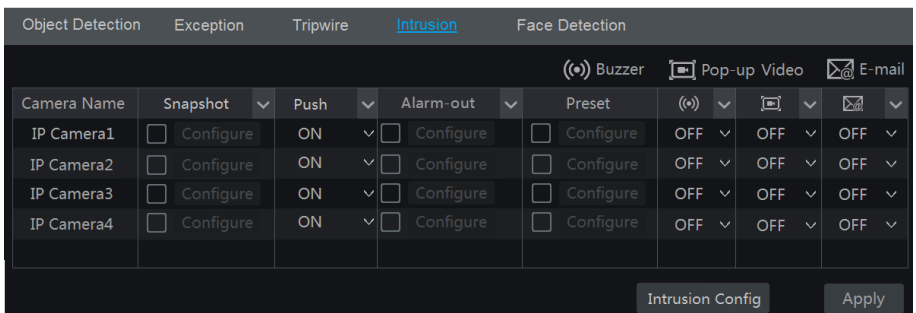 Object Detection Exception Tripwire Intrusion Face Detection
Buzzer Pop-up Video E-mail
Camera Name Snapshot Push Alarm-out Preset
IP Camera1 Configure ON Configure Configure OFF OFF OFF
IP Camera2 Configure ON Configure Configure OFF OFF OFF
IP Camera3 Configure ON Configure Configure OFF OFF OFF
IP Camera4 Configure ON Configure Configure OFF OFF OFF
Intrusion Config Apply